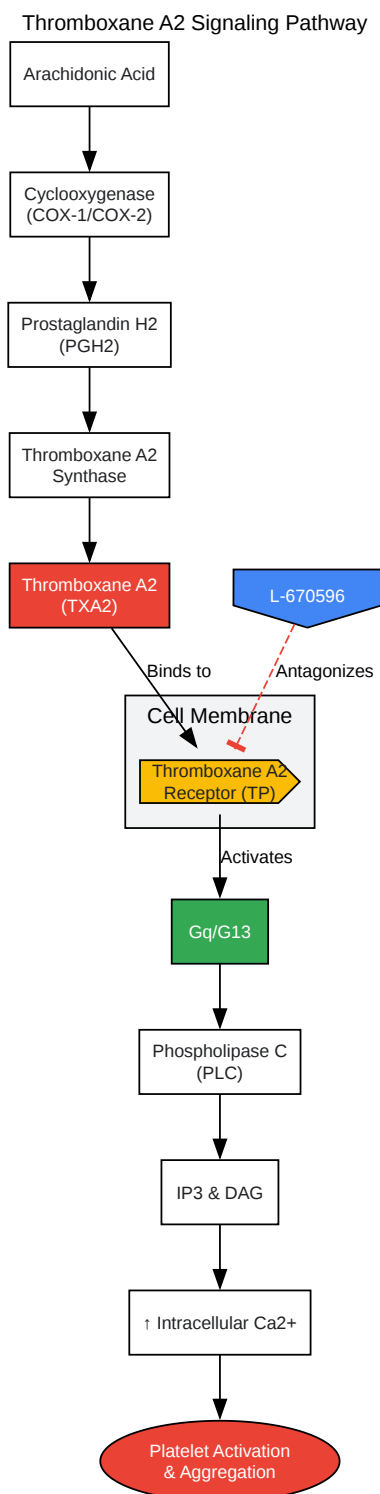 Thromboxane A2 Signaling Pathway
Arachidonic Acid
Cyclooxygenase
(COX-1/COX-2)
Prostaglandin H2
(PGH2)
Thromboxane A2
Synthase
Thromboxane A2
(TXA2)
L-670596
Binds to
Antagonizes
Cell Membrane
Thromboxane A2
Receptor (TP)
Activates
Gq/G13
Phospholipase C
(PLC)
IP3 & DAG
↑ Intracellular Ca2+
Platelet Activation
& Aggregation